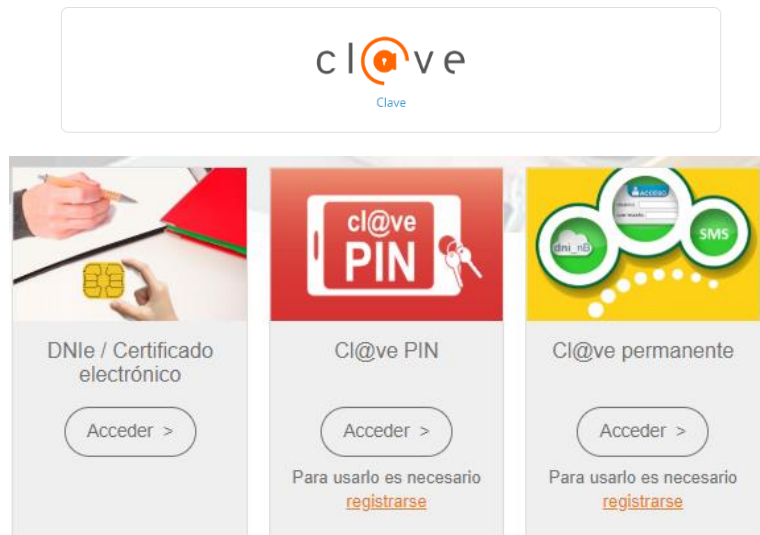 cl@ve
Clave
cl@ve
PIN
ACCESO
dni_nB
SMS
DNIe / Certificado
electrónico
Cl@ve PIN
Cl@ve permanente
Acceder >
Acceder >
Acceder >
Para usarlo es necesario
registrarse
Para usarlo es necesario
registrarse